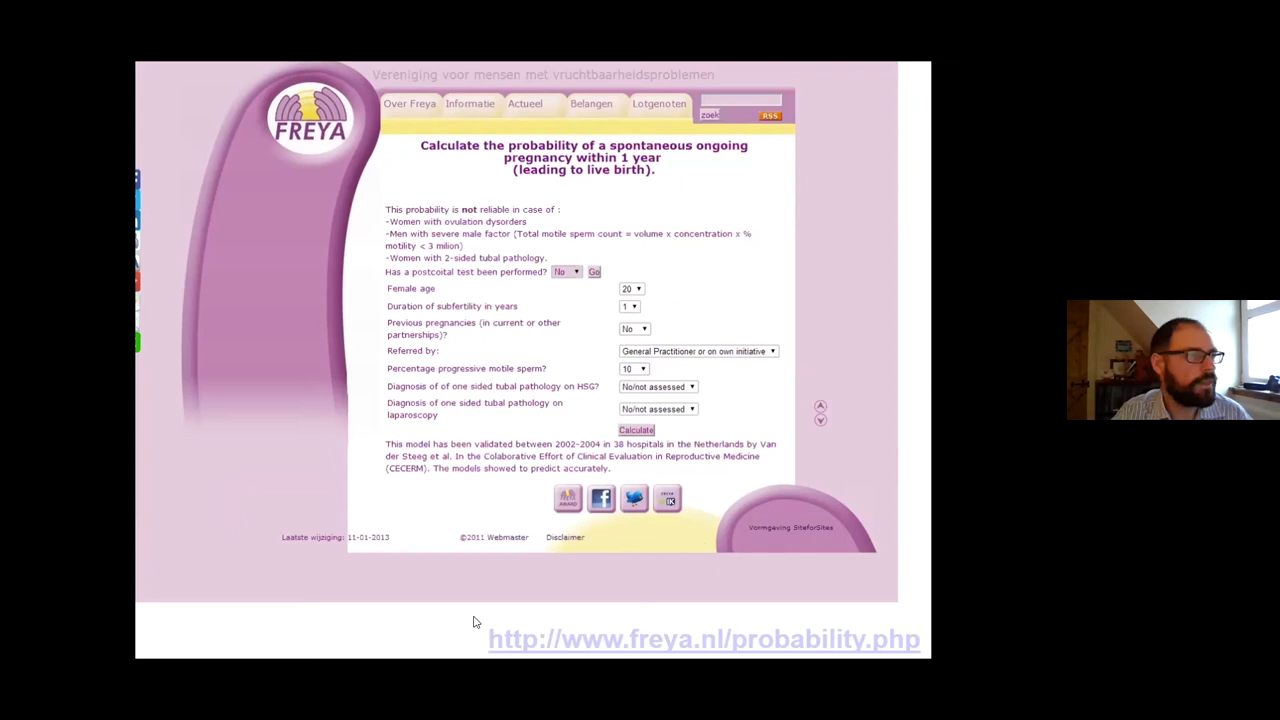 Vereniging voor mensen met vruchtbaarheidsproblemen
FREYA
Over Freya Informatie Actueel Belangen Lotgenoten
zoek RSS
Calculate the probability of a spontaneous ongoing
pregnancy within 1 year
(leading to live birth).
This probability is not reliable in case of :
-Women with ovulation dysorders
-Men with severe male factor (Total motile sperm count = volume x concentration x %
motility < 3 milion)
-Women with 2-sided tubal pathology.
Has a postcoital test been performed? No Go
Female age 20
Duration of subfertility in years 1
Previous pregnancies (in current or other
partnerships)? No
Referred by: General Practitioner or on own initiative
Percentage progressive motile sperm? 10
Diagnosis of of one sided tubal pathology on HSG? No/not assessed
Diagnosis of of one sided tubal pathology on
laparoscopy No/not assessed
Calculate
This model has been validated between 2002-2004 in 38 hospitals in the Netherlands by Van
der Steeg et al. In the Colaborative Effort of Clinical Evaluation in Reproductive Medicine
(CECERM). The models showed to predict accurately.
FREYA AWARD
FREYA
Vormgeving SiteforSites
Laatste wijziging: 11-01-2013 ©2011 Webmaster Disclaimer
http://www.freya.nl/probability.php